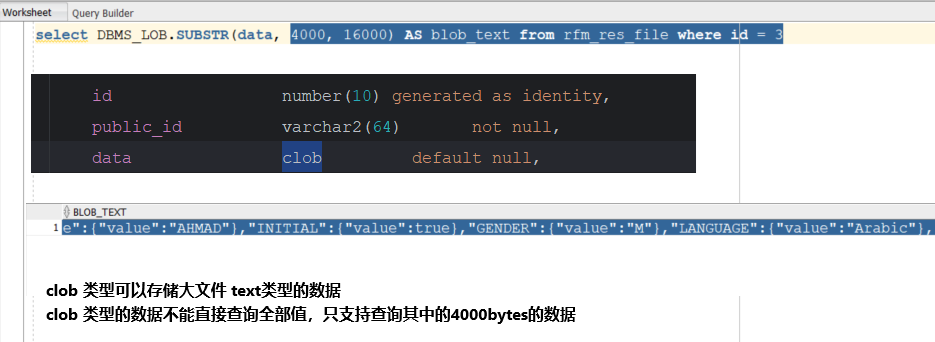 Worksheet Query Builder
select DBMS_LOB.SUBSTR(data, 4000, 16000) AS blob_text from rfm_res_file where id = 3
id number(10) generated as identity,
public_id varchar2(64) not null,
data clob default null,
BLOB_TEXT
1 e":{"value":"AHMAD"},"INITIAL":{"value":true},"GENDER":{"value":"M"},"LANGUAGE":{"value":"Arabic"},
clob 类型可以存储大文件 text类型的数据
clob 类型的数据不能直接查询全部值，只支持查询其中的4000bytes的数据